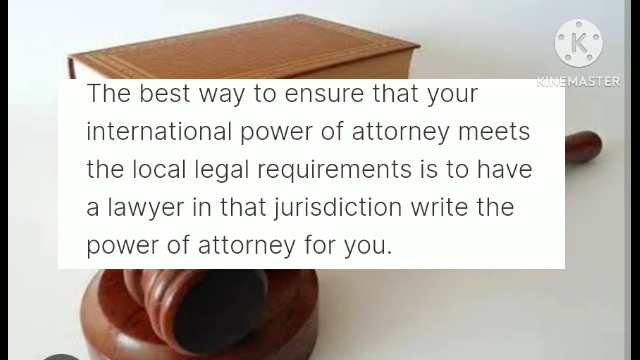 K
KINEMASTER
The best way to ensure that your
international power of attorney meets
the local legal requirements is to have
a lawyer in that jurisdiction write the
power of attorney for you.